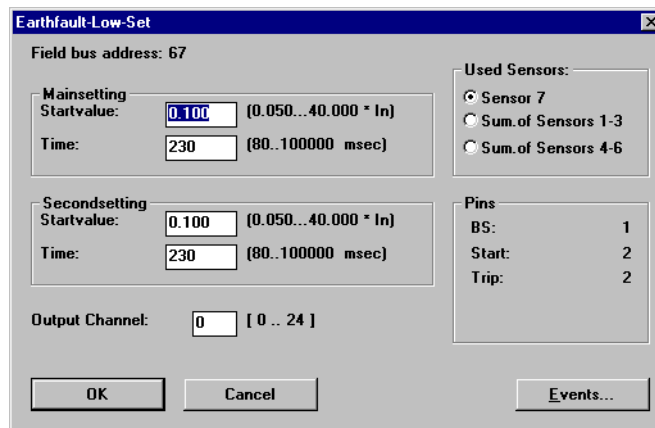 Earthfault-Low-Set
Field bus address: 67
Mainsetting
Startvalue: 0.100 (0.050...40.000 * In)
Time: 230 (80..100000 msec)
Secondsetting
Startvalue: 0.100 (0.050...40.000 * In)
Time: 230 (80..100000 msec)
Output Channel: 0 [ 0 .. 24 ]
Used Sensors:
Sensor 7
Sum.of Sensors 1-3
Sum.of Sensors 4-6
Pins
BS: 1
Start: 2
Trip: 2
OK Cancel Events...